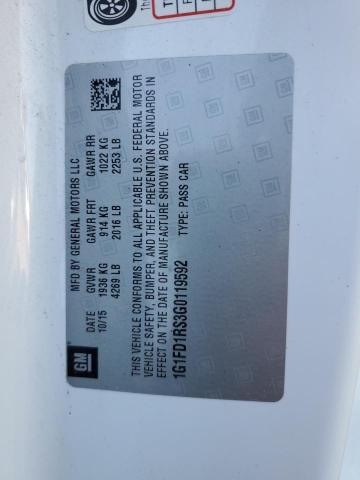 MFD BY GENERAL MOTORS LLC
DATE GVWR GAWR FRT GAWR RR
10/15 1936 KG 914 KG 1022 KG
4269 LB 2016 LB 2253 LB
THIS VEHICLE CONFORMS TO ALL APPLICABLE U.S. FEDERAL MOTOR
VEHICLE SAFETY, BUMPER, AND THEFT PREVENTION STANDARDS IN
EFFECT ON THE DATE OF MANUFACTURE SHOWN ABOVE.
1G1FD1RS3G0119592 TYPE: PASS CAR
GM